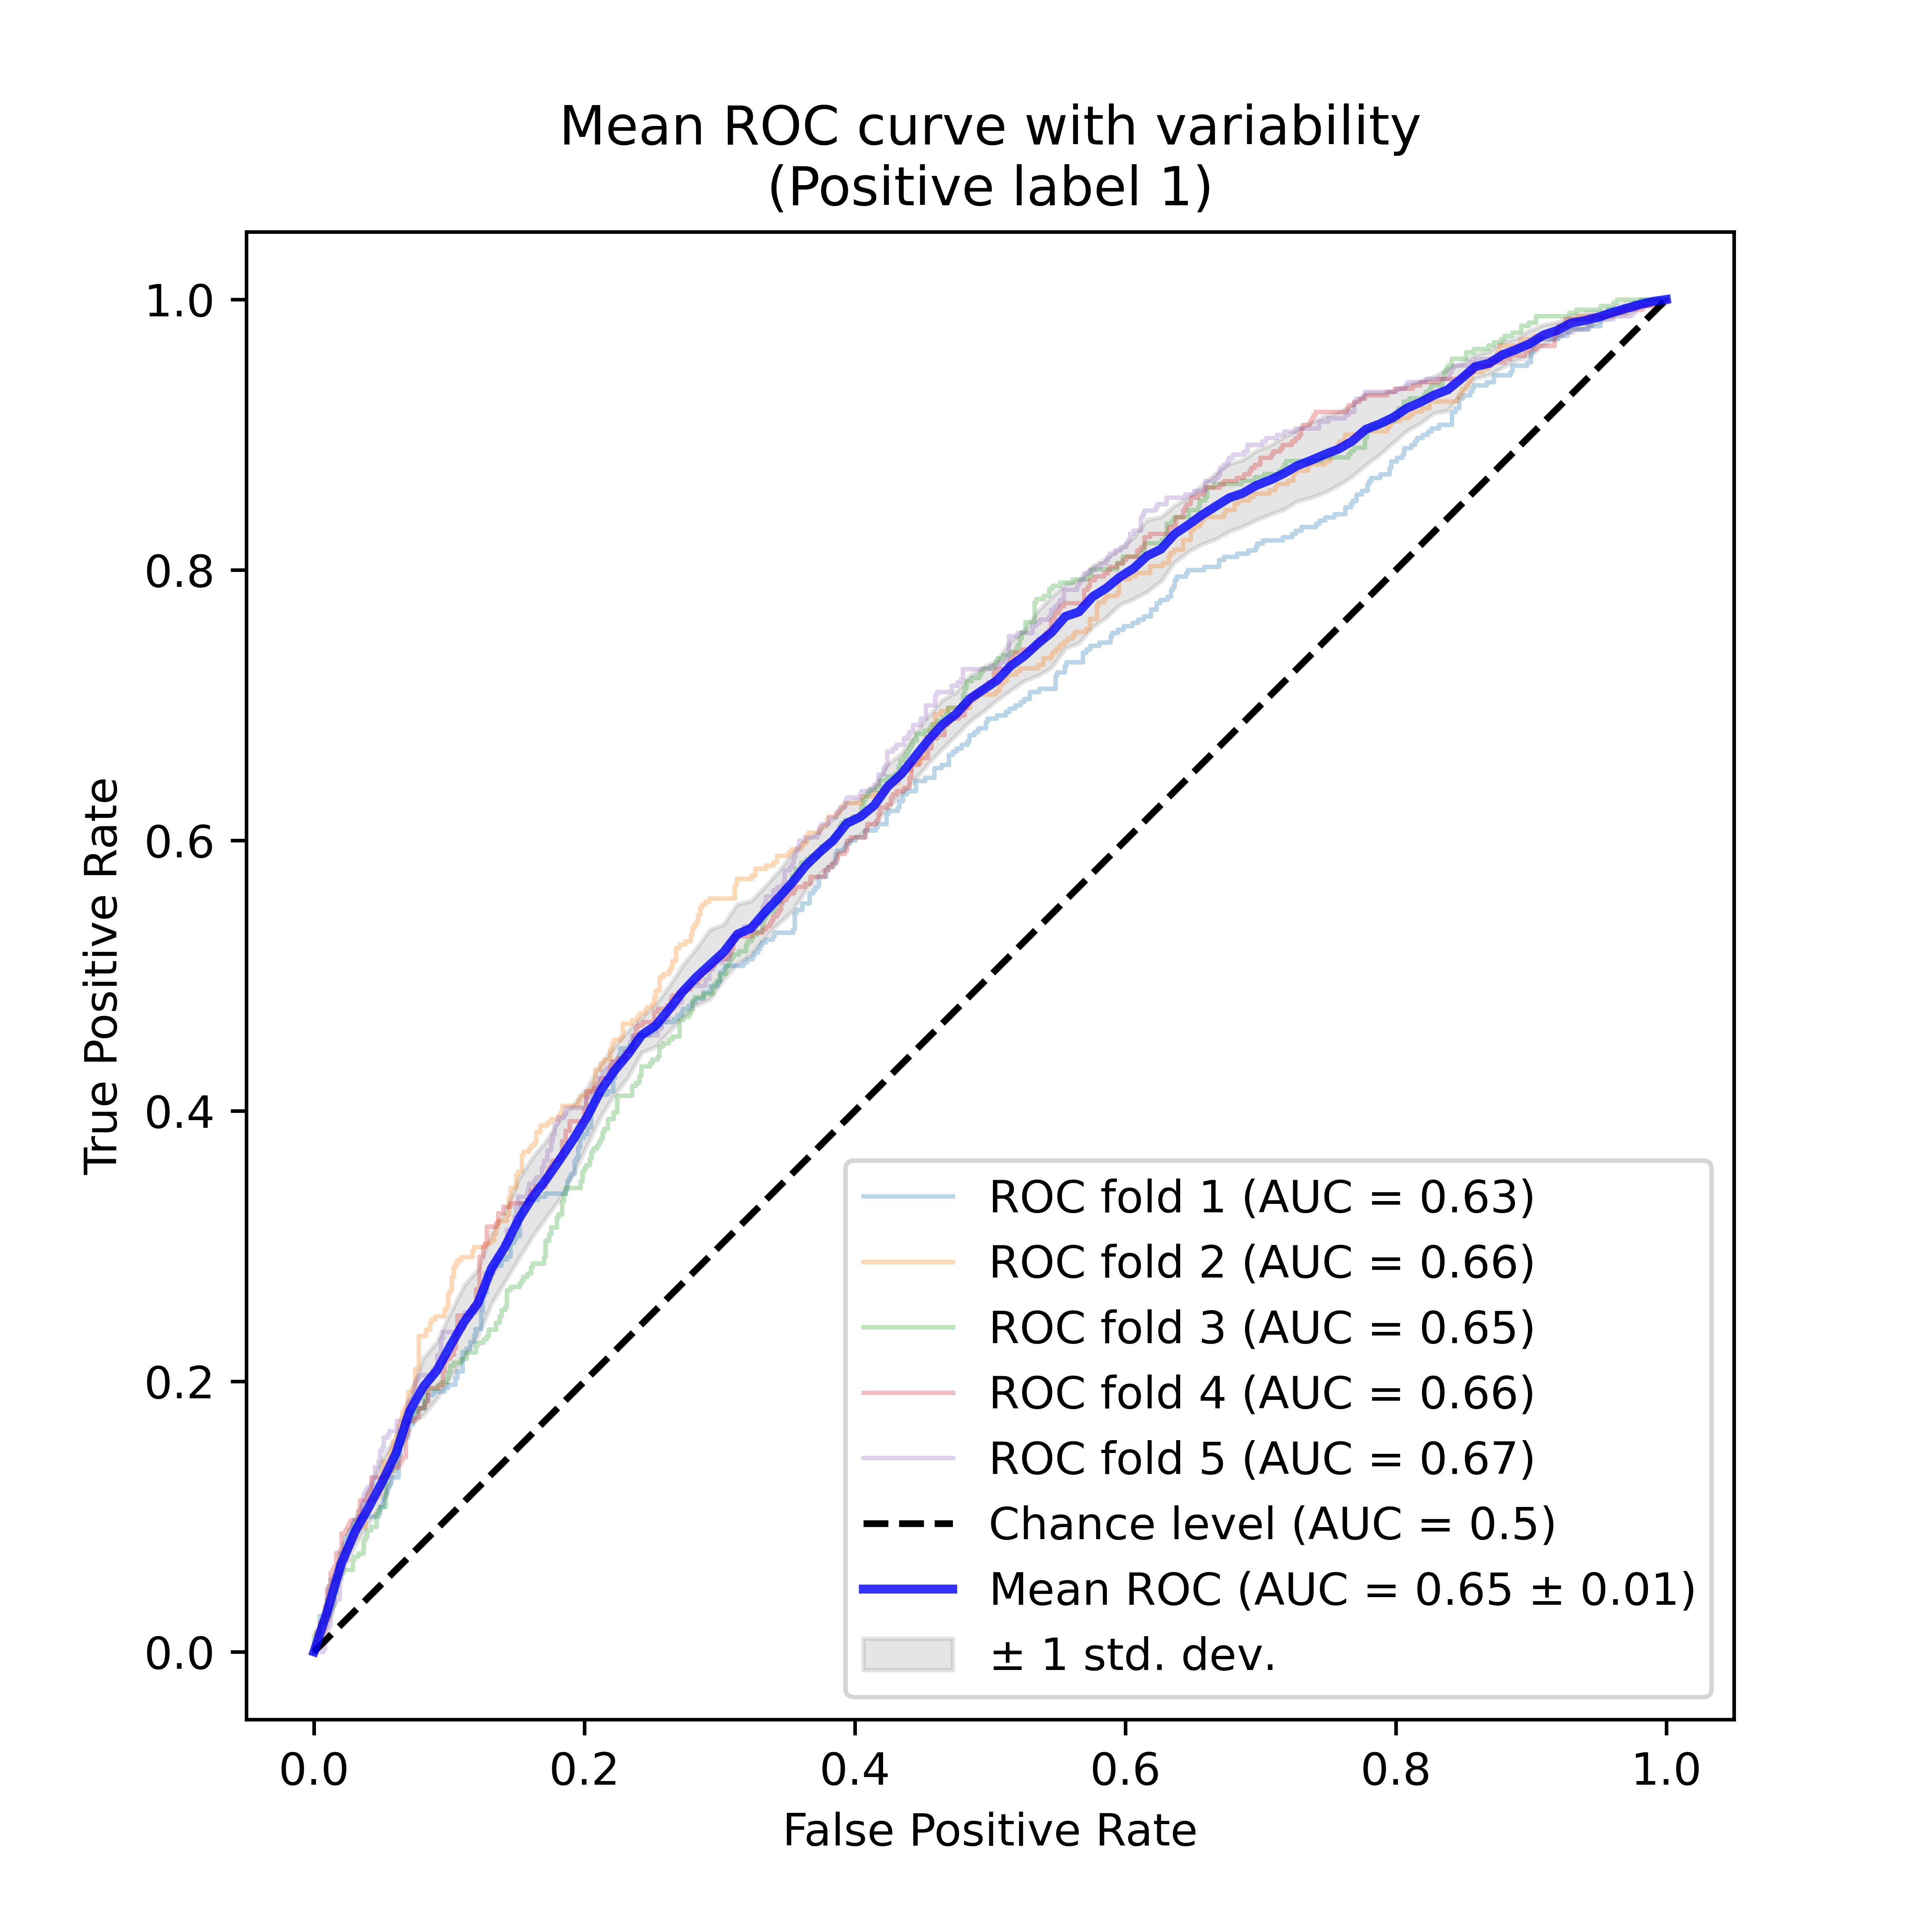 Mean ROC curve with variability
(Positive label 1)
True Positive Rate
1.0
0.8
0.6
0.4
0.2
0.0
ROC fold 1 (AUC = 0.63)
ROC fold 2 (AUC = 0.66)
ROC fold 3 (AUC = 0.65)
ROC fold 4 (AUC = 0.66)
ROC fold 5 (AUC = 0.67)
Chance level (AUC = 0.5)
Mean ROC (AUC = 0.65 ± 0.01)
± 1 std. dev.
0.0 0.2 0.4 0.6 0.8 1.0
False Positive Rate